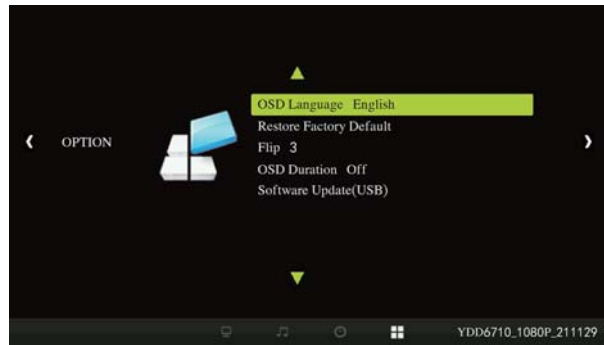 OPTION
OSD Language English
Restore Factory Default
Flip 3
OSD Duration Off
Software Update(USB)
YDD6710_1080P_211129